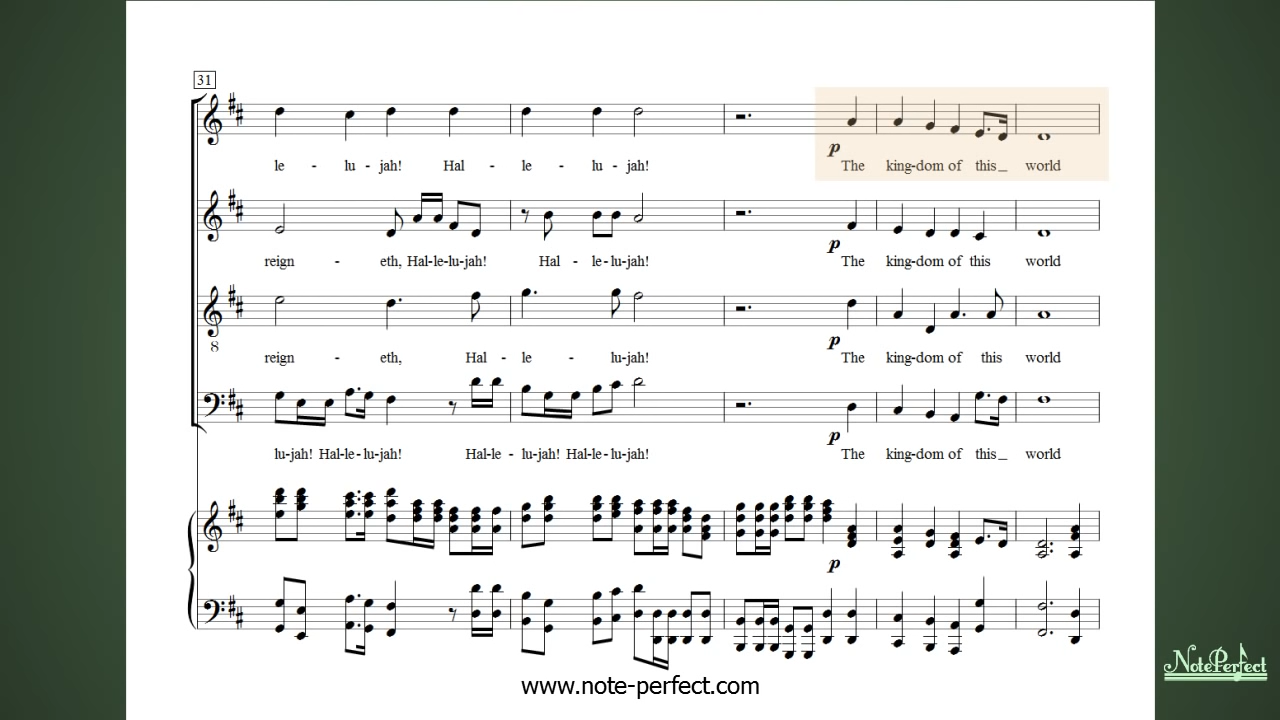 31
le - lu - jah! Hal - le - lu - jah! The king-dom of this_ world
p
reign - eth, Hal-le-lu-jah! Hal - le-lu-jah! The king-dom of this world
p
8
reign - eth, Hal - le - lu-jah! The king-dom of this world
p
lu-jah! Hal-le-lu-jah! Hal-le - lu-jah! Hal-le-lu-jah! The king-dom of this_ world
p
p
www.note-perfect.com
NotePerfect